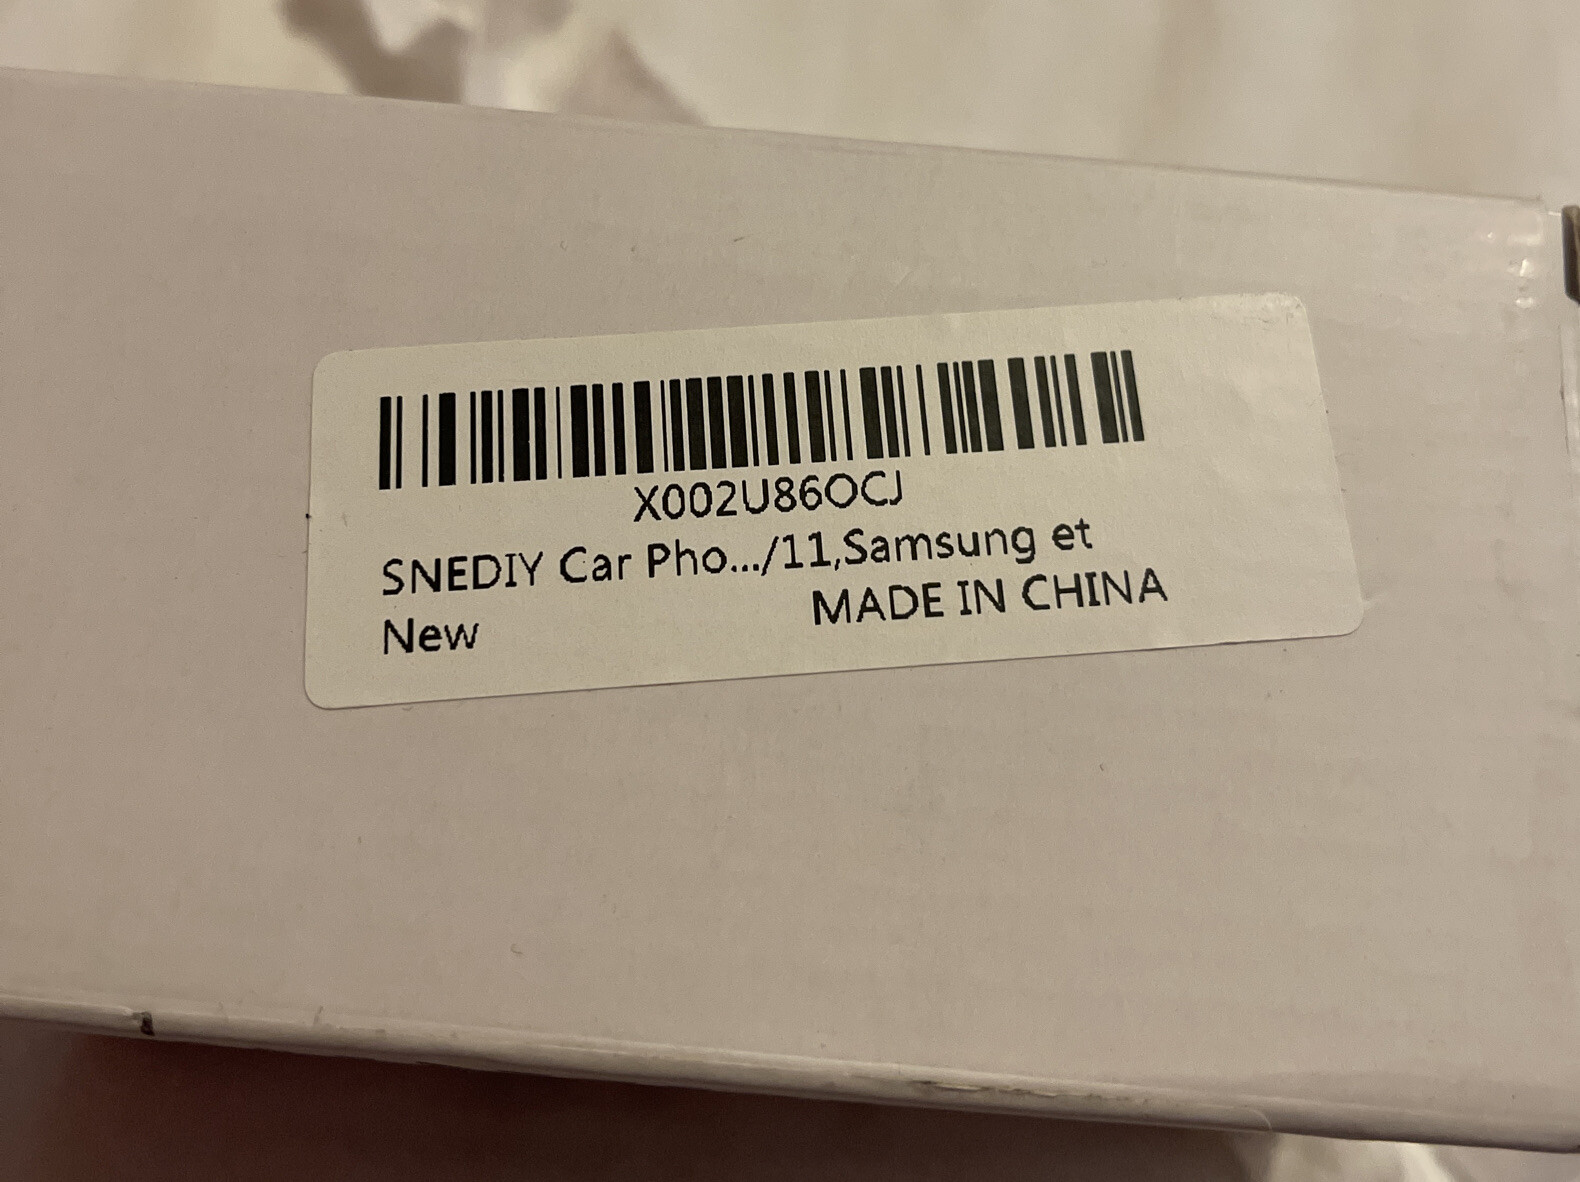 X002U86OCJ
SNEDIY Car Pho.../11,Samsung et
New
MADE IN CHINA